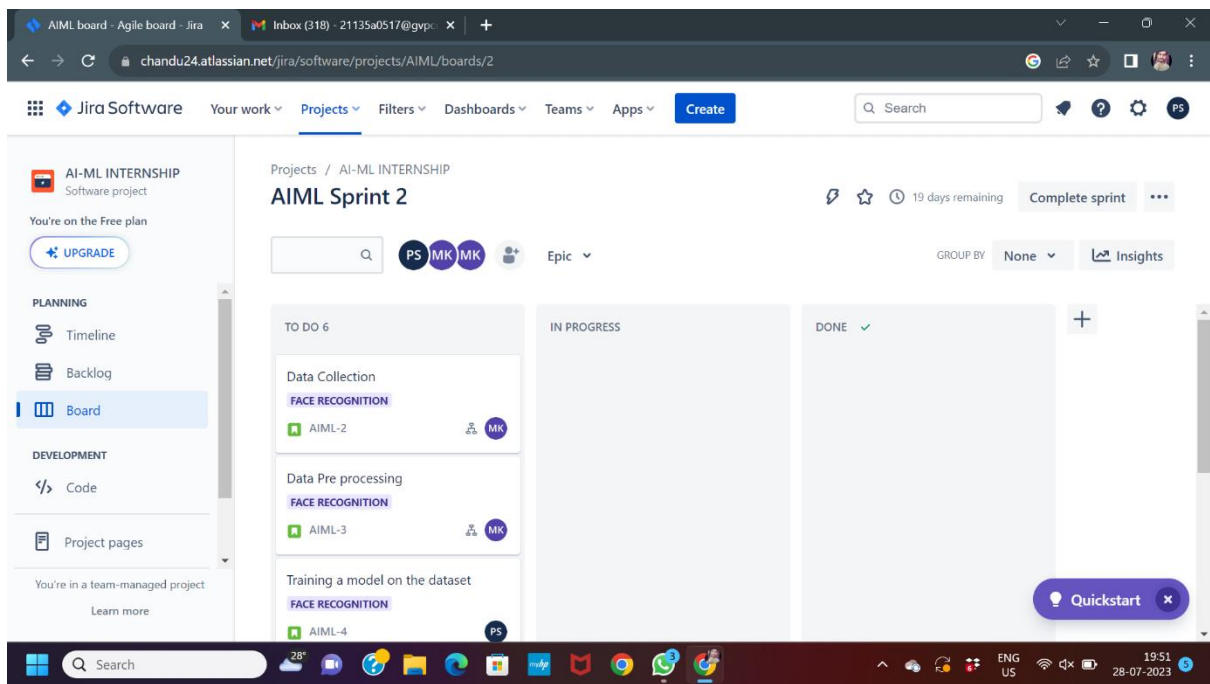 AIML board - Agile board - Jira
Inbox (318) - 21135a0517@gvpc
chandu24.atlassian.net/jira/software/projects/AIML/boards/2
Jira Software Your work Projects Filters Dashboards Teams Apps Create Search PS
AI-ML INTERNSHIP
Software project
You're on the Free plan
UPGRADE
PLANNING
Timeline
Backlog
Board
DEVELOPMENT
Code
Project pages
You're in a team-managed project
Learn more
Projects / AI-ML INTERNSHIP
AIML Sprint 2
19 days remaining Complete sprint
PS MK MK Epic
GROUP BY None Insights
TO DO 6
Data Collection
FACE RECOGNITION
AIML-2 MK
Data Pre processing
FACE RECOGNITION
AIML-3 MK
Training a model on the dataset
FACE RECOGNITION
AIML-4 PS
IN PROGRESS
DONE
Quickstart
Search
28°
myhp
3
ENG
US
19:51
28-07-2023
5